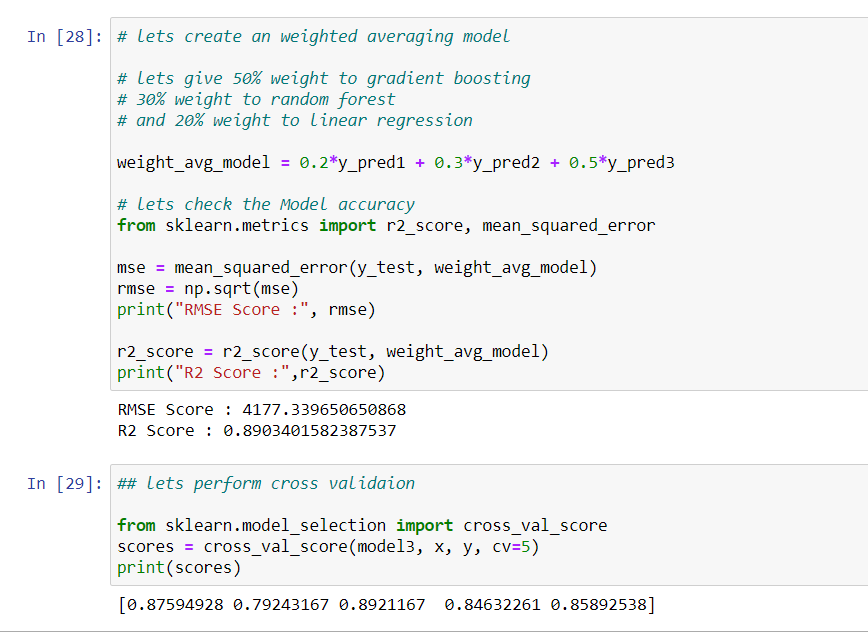 In [28]: # lets create an weighted averaging model
# lets give 50% weight to gradient boosting
# 30% weight to random forest
# and 20% weight to linear regression
weight_avg_model = 0.2*y_pred1 + 0.3*y_pred2 + 0.5*y_pred3
# lets check the Model accuracy
from sklearn.metrics import r2_score, mean_squared_error
mse = mean_squared_error(y_test, weight_avg_model)
rmse = np.sqrt(mse)
print("RMSE Score :", rmse)
r2_score = r2_score(y_test, weight_avg_model)
print("R2 Score :",r2_score)
RMSE Score : 4177.339650650868
R2 Score : 0.8903401582387537
In [29]: ## lets perform cross validaion
from sklearn.model_selection import cross_val_score
scores = cross_val_score(model3, x, y, cv=5)
print(scores)
[0.87594928 0.79243167 0.8921167  0.84632261 0.85892538]